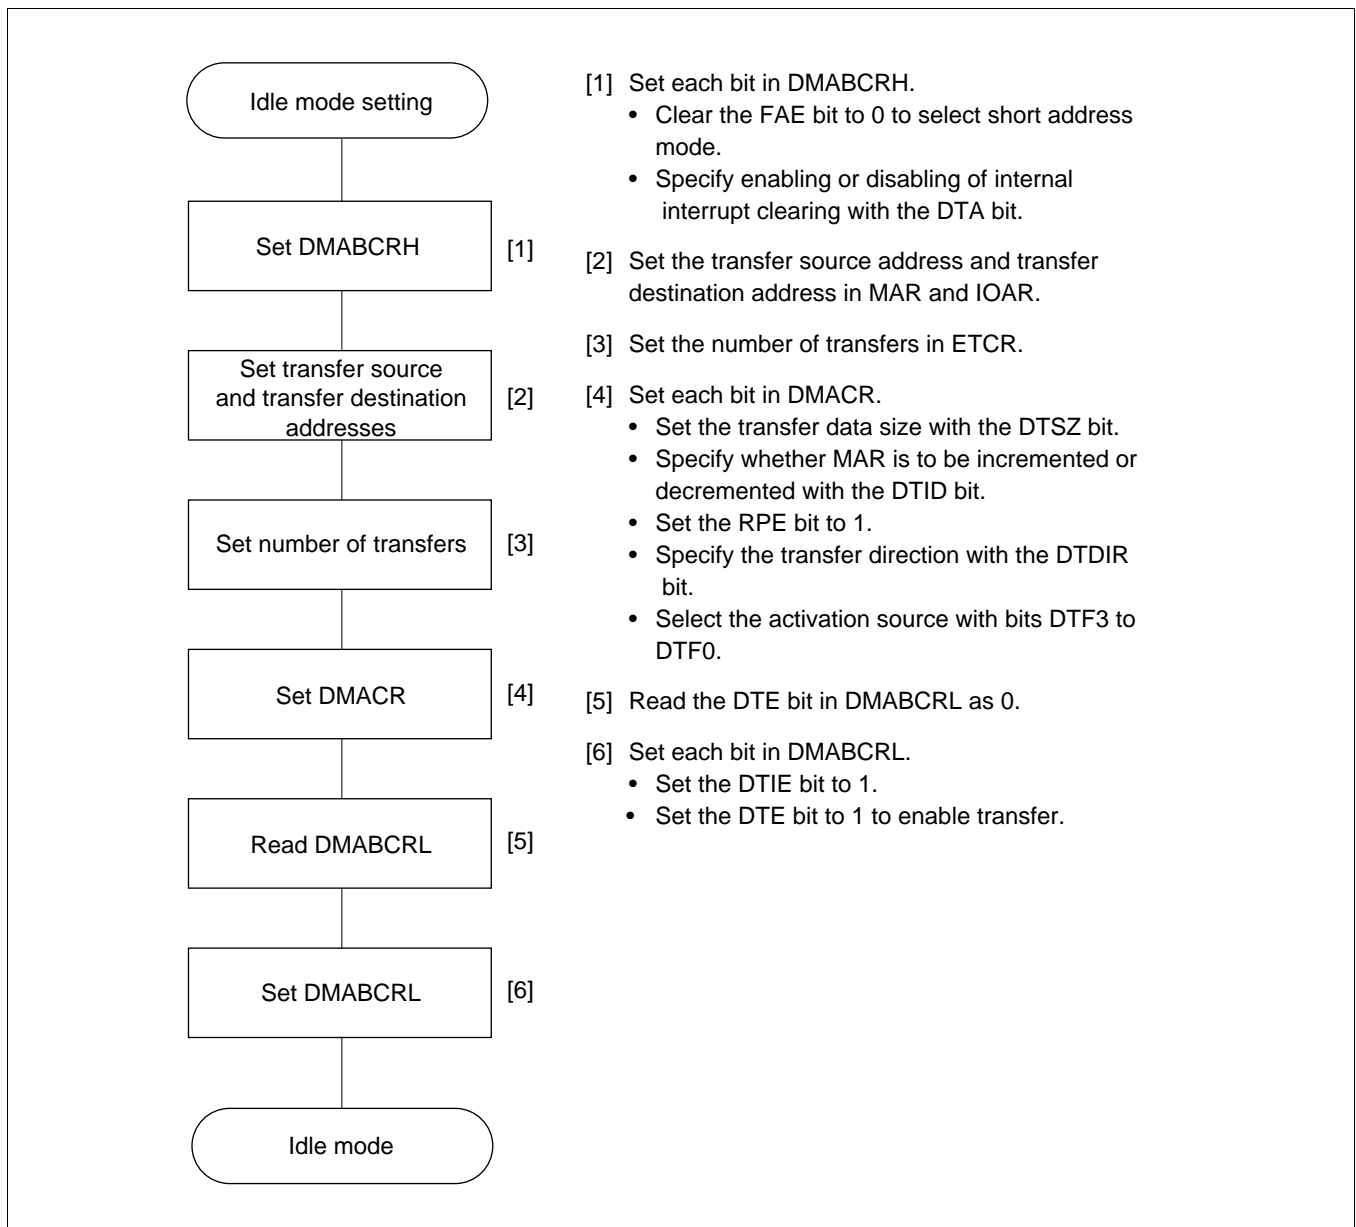 Idle mode setting
Set DMABCRH [1]
Set transfer source
and transfer destination
addresses
[2]
Set number of transfers [3]
Set DMACR [4]
Read DMABCRL [5]
Set DMABCRL [6]
Idle mode
[1] Set each bit in DMABCRH.
• Clear the FAE bit to 0 to select short address
mode.
• Specify enabling or disabling of internal
interrupt clearing with the DTA bit.
[2] Set the transfer source address and transfer
destination address in MAR and IOAR.
[3] Set the number of transfers in ETCR.
[4] Set each bit in DMACR.
• Set the transfer data size with the DTSZ bit.
• Specify whether MAR is to be incremented or
decremented with the DTID bit.
• Set the RPE bit to 1.
• Specify the transfer direction with the DTDIR
bit.
• Select the activation source with bits DTF3 to
DTF0.
[5] Read the DTE bit in DMABCRL as 0.
[6] Set each bit in DMABCRL.
• Set the DTIE bit to 1.
• Set the DTE bit to 1 to enable transfer.